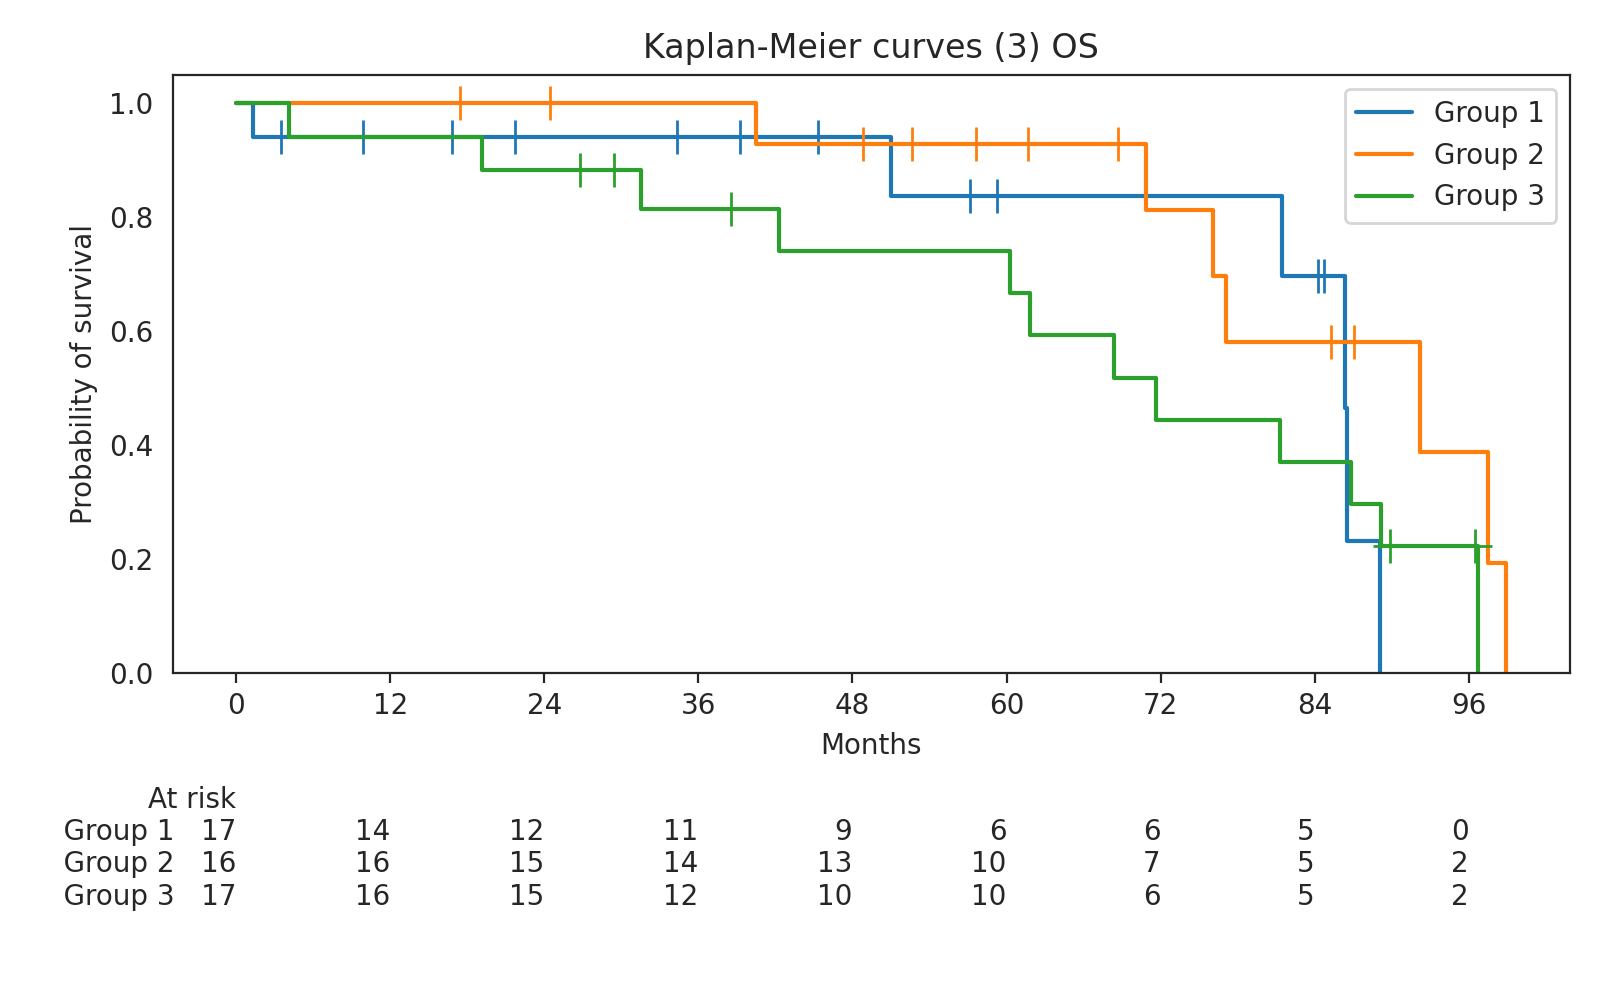 Kaplan-Meier curves (3) OS
Probability of survival
1.0
0.8
0.6
0.4
0.2
0.0
Group 1
Group 2
Group 3
0 12 24 36 48 60 72 84 96
Months
At risk
Group 1 17 14 12 11 9 6 6 5 0
Group 2 16 16 15 14 13 10 7 5 2
Group 3 17 16 15 12 10 10 6 5 2